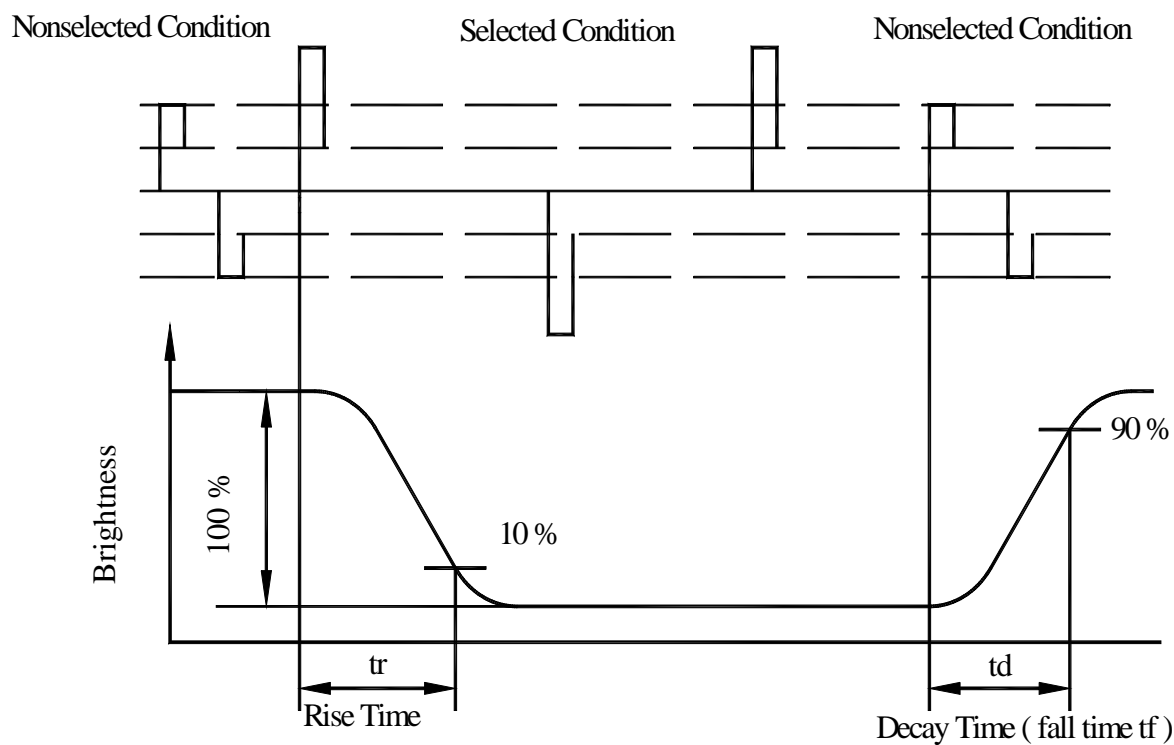 Nonselected Condition
Selected Condition
Nonselected Condition
Brightness
100 %
10 %
90 %
tr
Rise Time
td
Decay Time ( fall time tf )